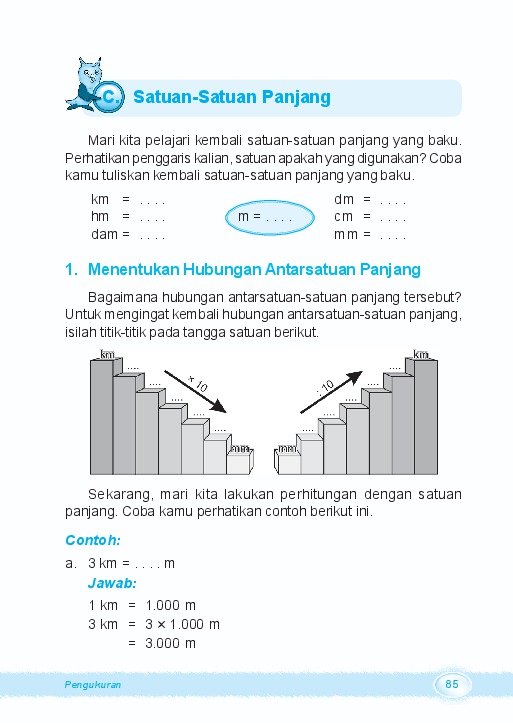 C. Satuan-Satuan Panjang
Mari kita pelajari kembali satuan-satuan panjang yang baku.
Perhatikan penggaris kalian, satuan apakah yang digunakan? Coba
kamu tuliskan kembali satuan-satuan panjang yang baku.
km = . . . .
hm = . . . .
dam = . . . .
m = . . . .
dm = . . . .
cm = . . . .
mm = . . . .
1. Menentukan Hubungan Antarsatuan Panjang
Bagaimana hubungan antarsatuan-satuan panjang tersebut?
Untuk mengingat kembali hubungan antarsatuan-satuan panjang,
isilah titik-titik pada tangga satuan berikut.
km
....
....
....
....
....
mm
× 10
mm
....
....
....
....
....
km
: 10
Sekarang, mari kita lakukan perhitungan dengan satuan
panjang. Coba kamu perhatikan contoh berikut ini.
Contoh:
a. 3 km = . . . . m
Jawab:
1 km = 1.000 m
3 km = 3 × 1.000 m
= 3.000 m
Pengukuran
85